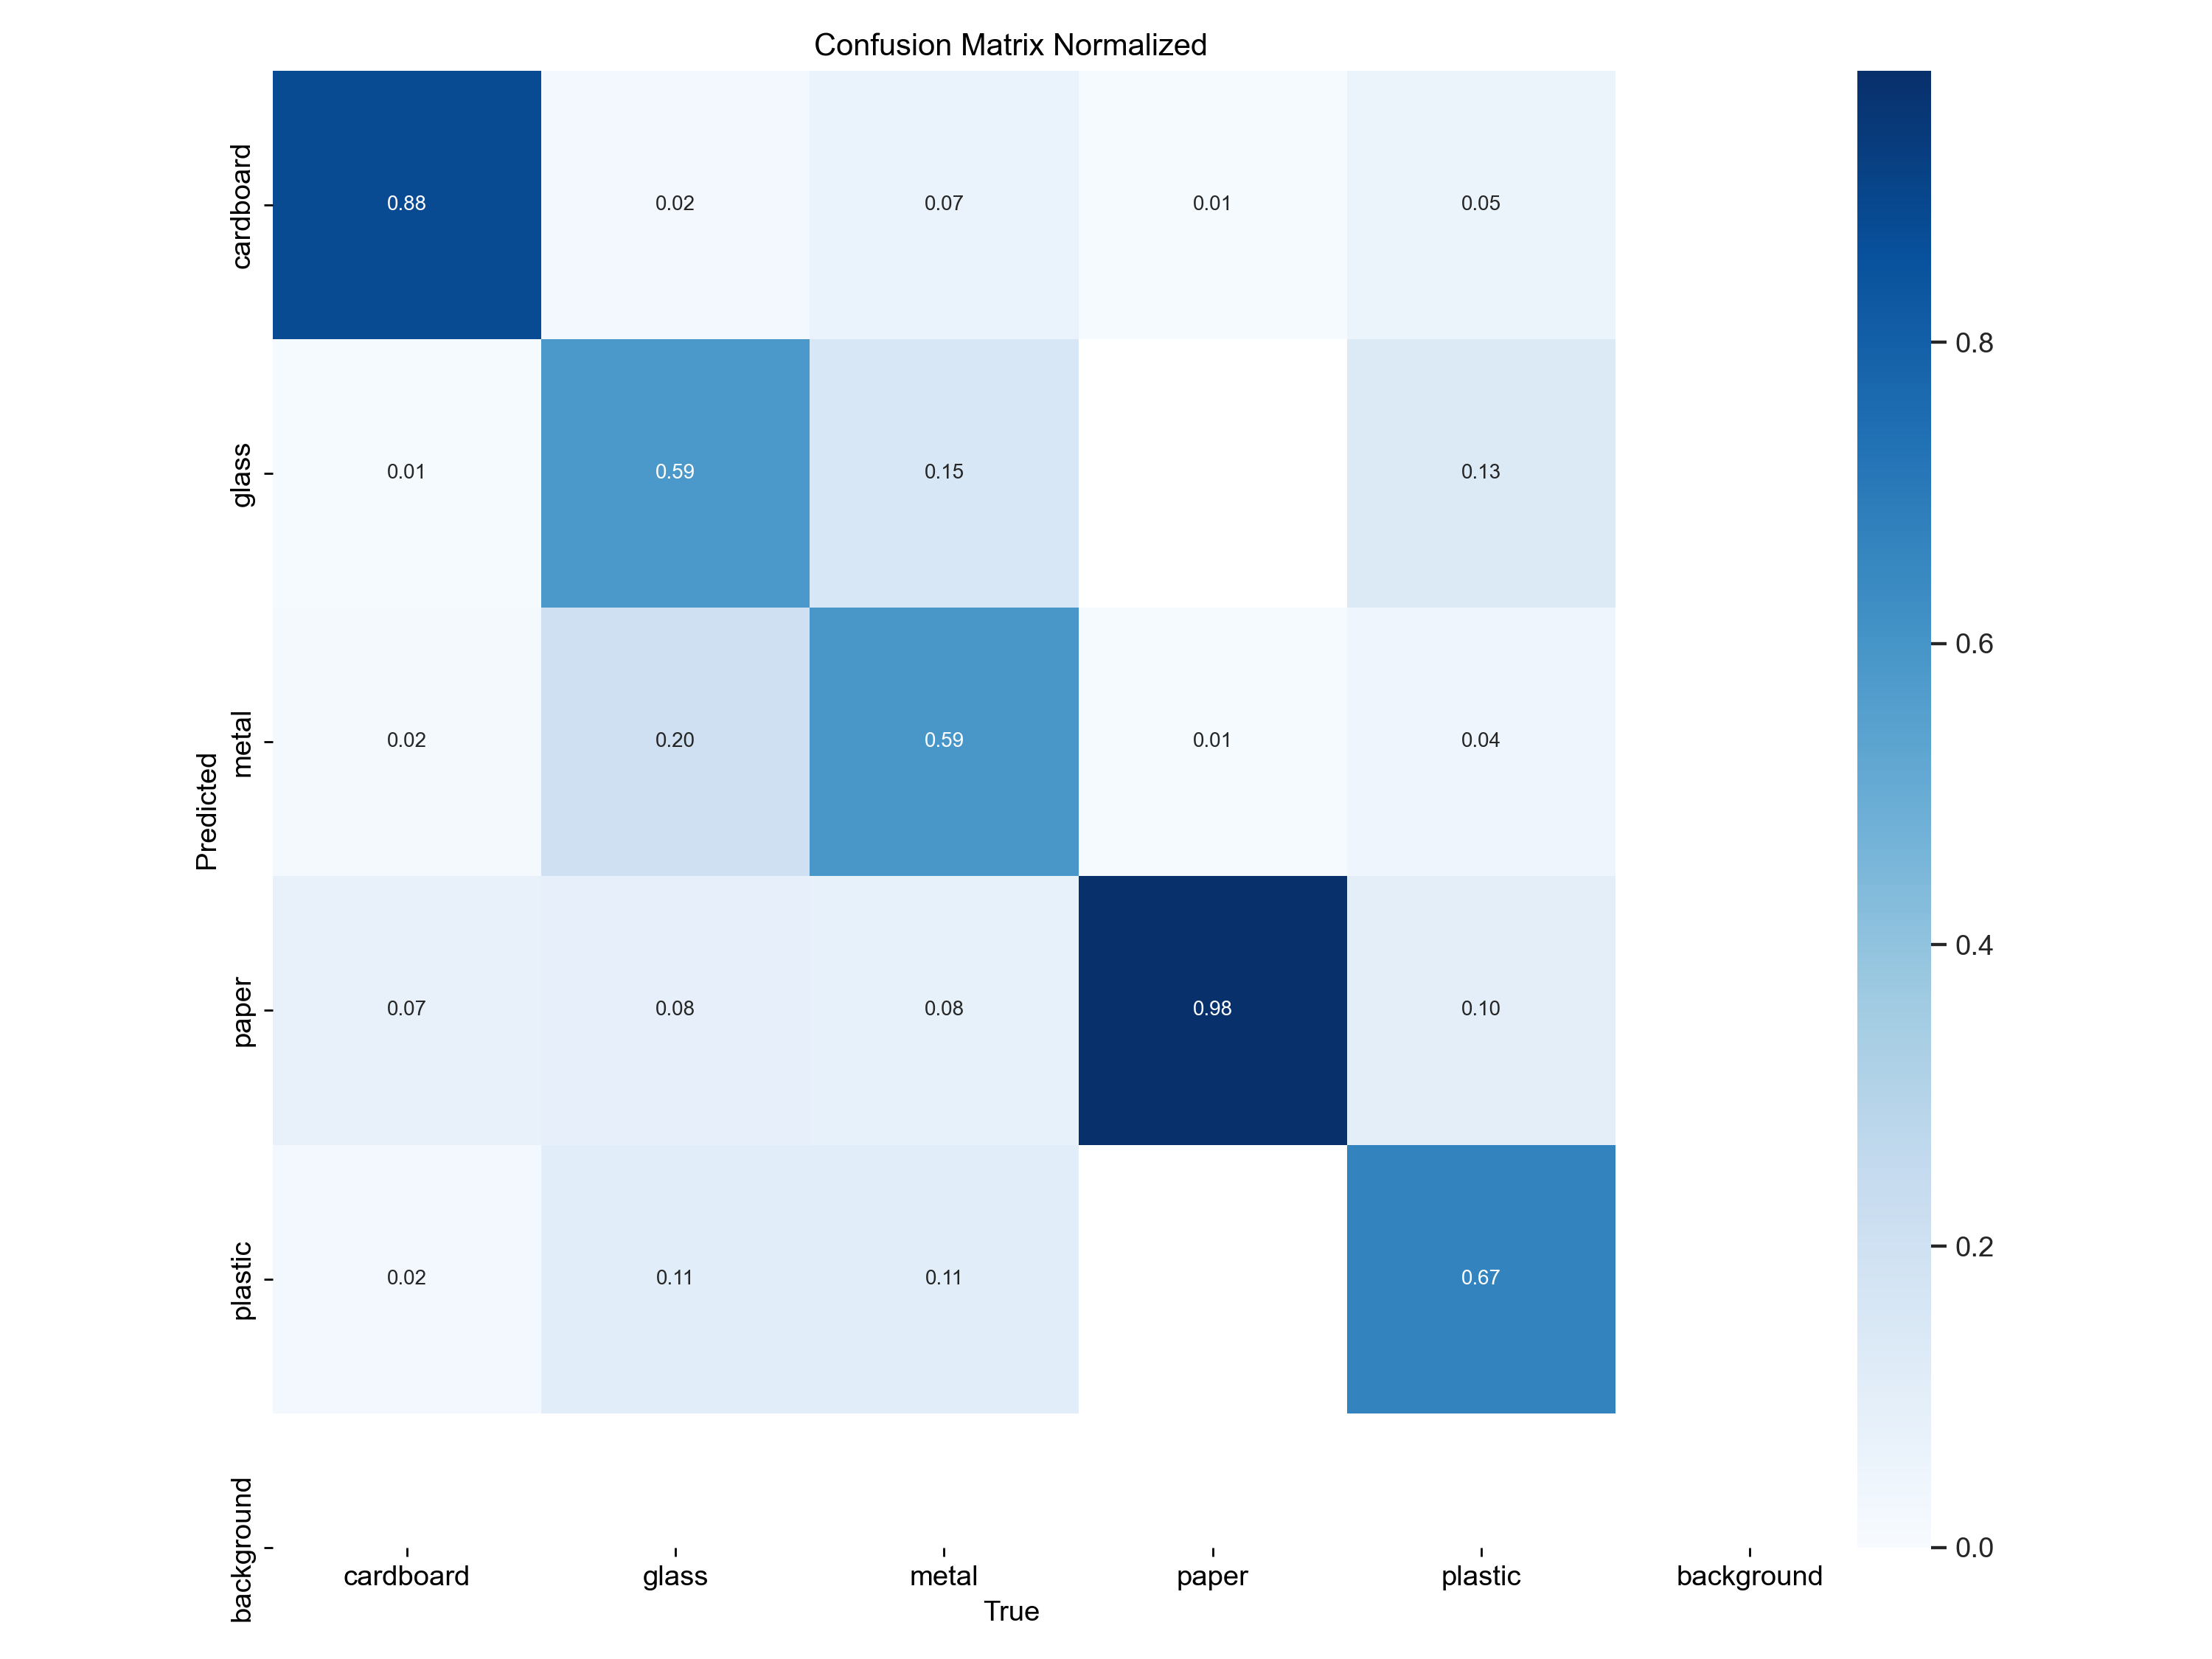 Confusion Matrix Normalized
cardboard
0.88 0.02 0.07 0.01 0.05
glass
0.01 0.59 0.15 0.13
metal
0.02 0.20 0.59 0.01 0.04
Predicted
paper
0.07 0.08 0.08 0.98 0.10
plastic
0.02 0.11 0.11 0.67
background
cardboard glass metal paper plastic background
True
0.8
0.6
0.4
0.2
0.0